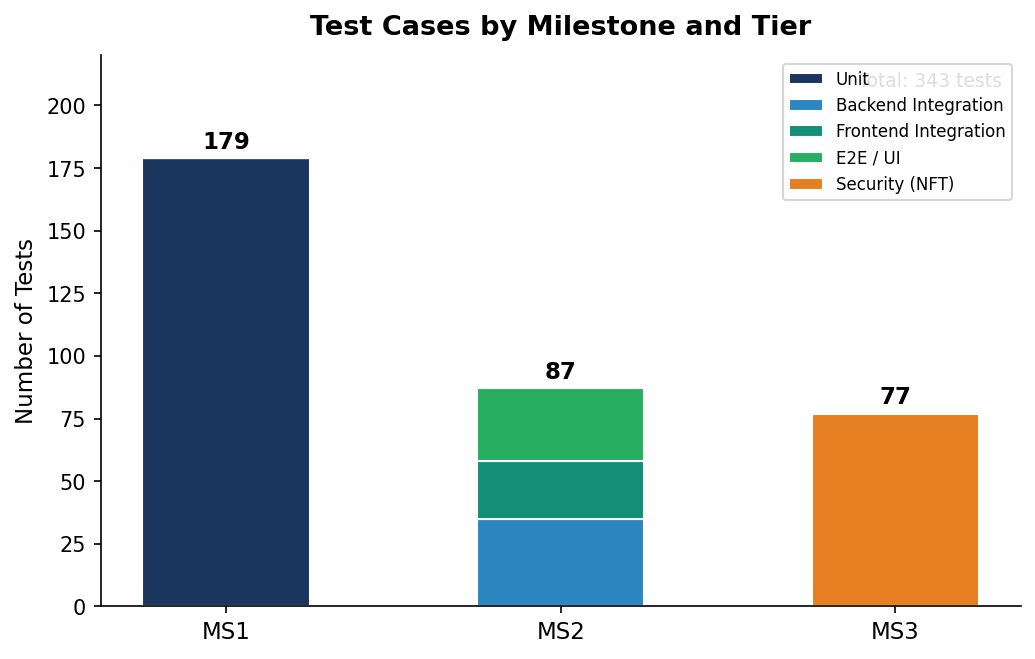 Test Cases by Milestone and Tier
Number of Tests
200
175
150
125
100
75
50
25
0
179
87
77
MS1
MS2
MS3
Total: 343 tests
Unit
Backend Integration
Frontend Integration
E2E / UI
Security (NFT)